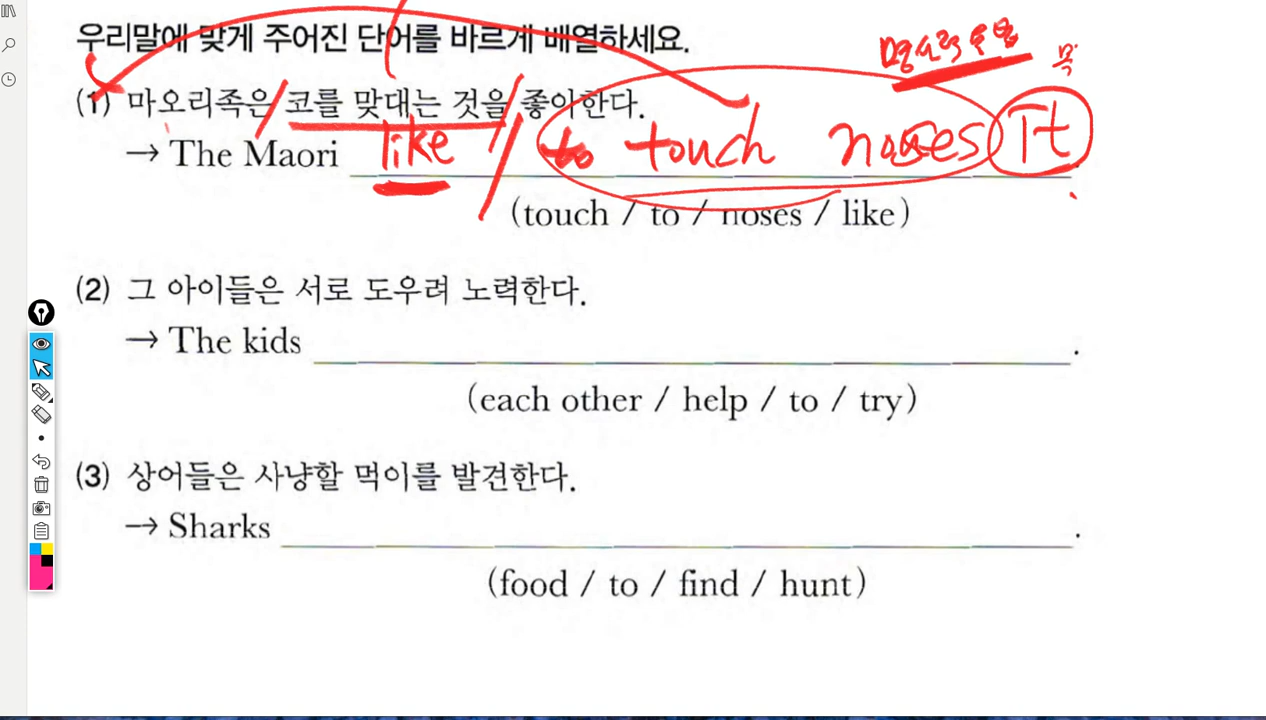 우리말에 맞게 주어진 단어를 바르게 배열하세요.
명사적 용법 목
(1) 마오리족은 코를 맞대는 것을 좋아한다.
→ The Maori like to touch noses It.
(touch / to / noses / like)
(2) 그 아이들은 서로 도우려 노력한다.
→ The kids .
(each other / help / to / try)
(3) 상어들은 사냥할 먹이를 발견한다.
→ Sharks .
(food / to / find / hunt)